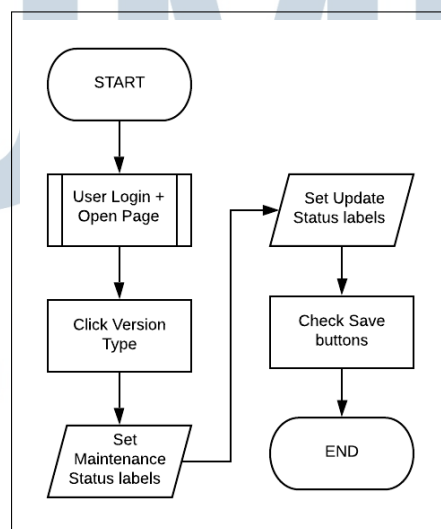 START
User Login +
Open Page
Click Version
Type
Set
Maintenance
Status labels
Set Update
Status labels
Check Save
buttons
END